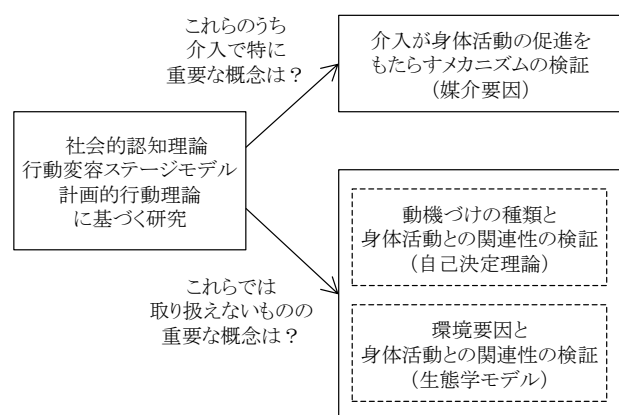 これらのうち
介入で特に
重要な概念は？
介入が身体活動の促進を
もたらすメカニズムの検証
（媒介要因）
社会的認知理論
行動変容ステージモデル
計画的行動理論
に基づく研究
動機づけの種類と
身体活動との関連性の検証
（自己決定理論）
これらでは
取り扱えないものの
重要な概念は？
環境要因と
身体活動との関連性の検証
（生態学モデル）